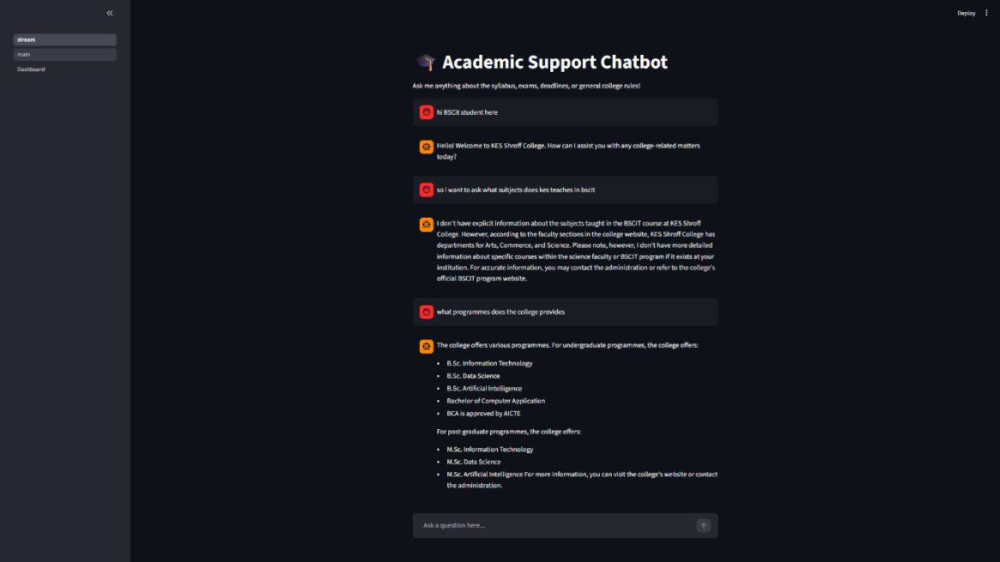 Deploy
stream
main
Dashboard
Academic Support Chatbot
Ask me anything about the syllabus, exams, deadlines, or general college rules!
hi BSCit student here
Hello! Welcome to KES Shroff College. How can I assist you with any college-related matters
today?
so i want to ask what subjects does kes teaches in bscit
I don't have explicit information about the subjects taught in the BSCIT course at KES Shroff
College. However, according to the faculty sections in the college website, KES Shroff College has
departments for Arts, Commerce, and Science. Please note, however, I don't have more detailed
information about specific courses within the science faculty or BSCIT program if it exists at your
institution. For accurate information, you may contact the administration or refer to the college's
official BSCIT program website.
what programmes does the college provides
The college offers various programmes. For undergraduate programmes, the college offers:
• B.Sc. Information Technology
• B.Sc. Data Science
• B.Sc. Artificial Intelligence
• Bachelor of Computer Application
• BCA is approved by AICTE
For post-graduate programmes, the college offers:
• M.Sc. Information Technology
• M.Sc. Data Science
• M.Sc. Artificial Intelligence For more information, you can visit the college's website or contact
the administration.
Ask a question here...